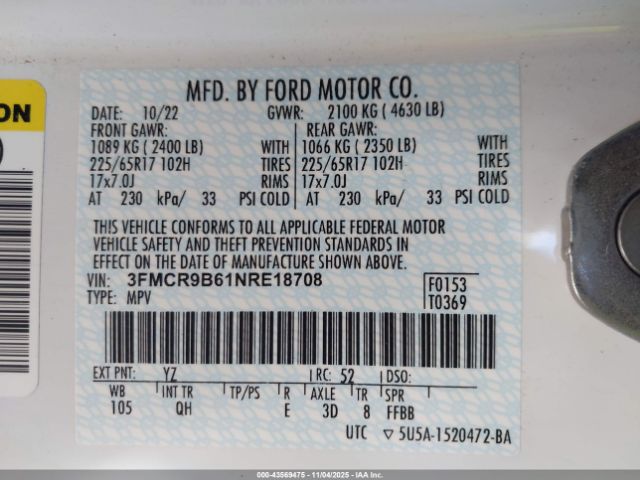 ON
MFD. BY FORD MOTOR CO.
DATE: 10/22 GVWR: 2100 KG ( 4630 LB)
FRONT GAWR: REAR GAWR:
1089 KG ( 2400 LB) WITH 1066 KG ( 2350 LB) WITH
225/65R17 102H TIRES 225/65R17 102H TIRES
17x7.0J RIMS 17x7.0J RIMS
AT 230 kPa/ 33 PSI COLD AT 230 kPa/ 33 PSI COLD
THIS VEHICLE CONFORMS TO ALL APPLICABLE FEDERAL MOTOR
VEHICLE SAFETY AND THEFT PREVENTION STANDARDS IN
EFFECT ON THE DATE OF MANUFACTURE SHOWN ABOVE.
VIN: 3FMCR9B61NRE18708 F0153
TYPE: MPV T0369
EXT PNT: YZ RC: 52 DSO:
WB INT TR TP/PS R AXLE TR SPR
105 QH E 3D 8 FFBB
UTC ▽5U5A-1520472-BA
000-43569475 - 11/04/2025 - IAAI.com